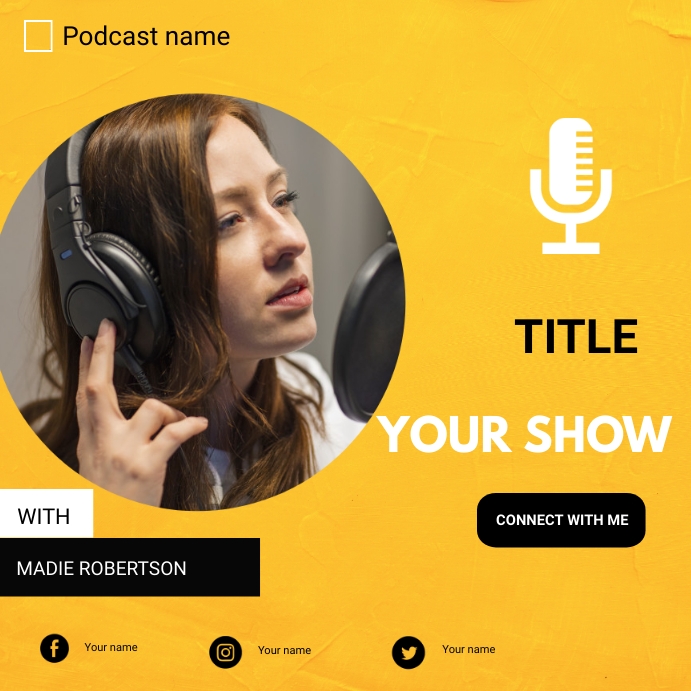 Podcast name
TITLE
YOUR SHOW
WITH
CONNECT WITH ME
MADIE ROBERTSON
Your name
Your name
Your name